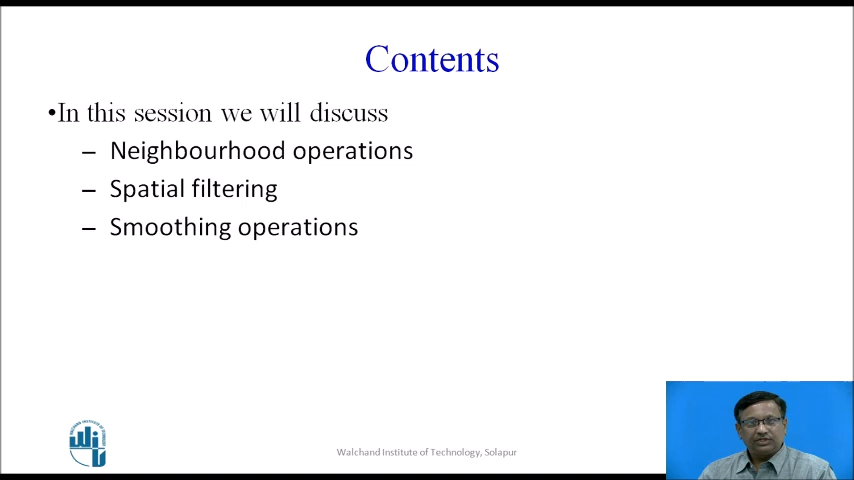 Contents
•In this session we will discuss
– Neighbourhood operations
– Spatial filtering
– Smoothing operations
Walchand Institute of Technology, Solapur